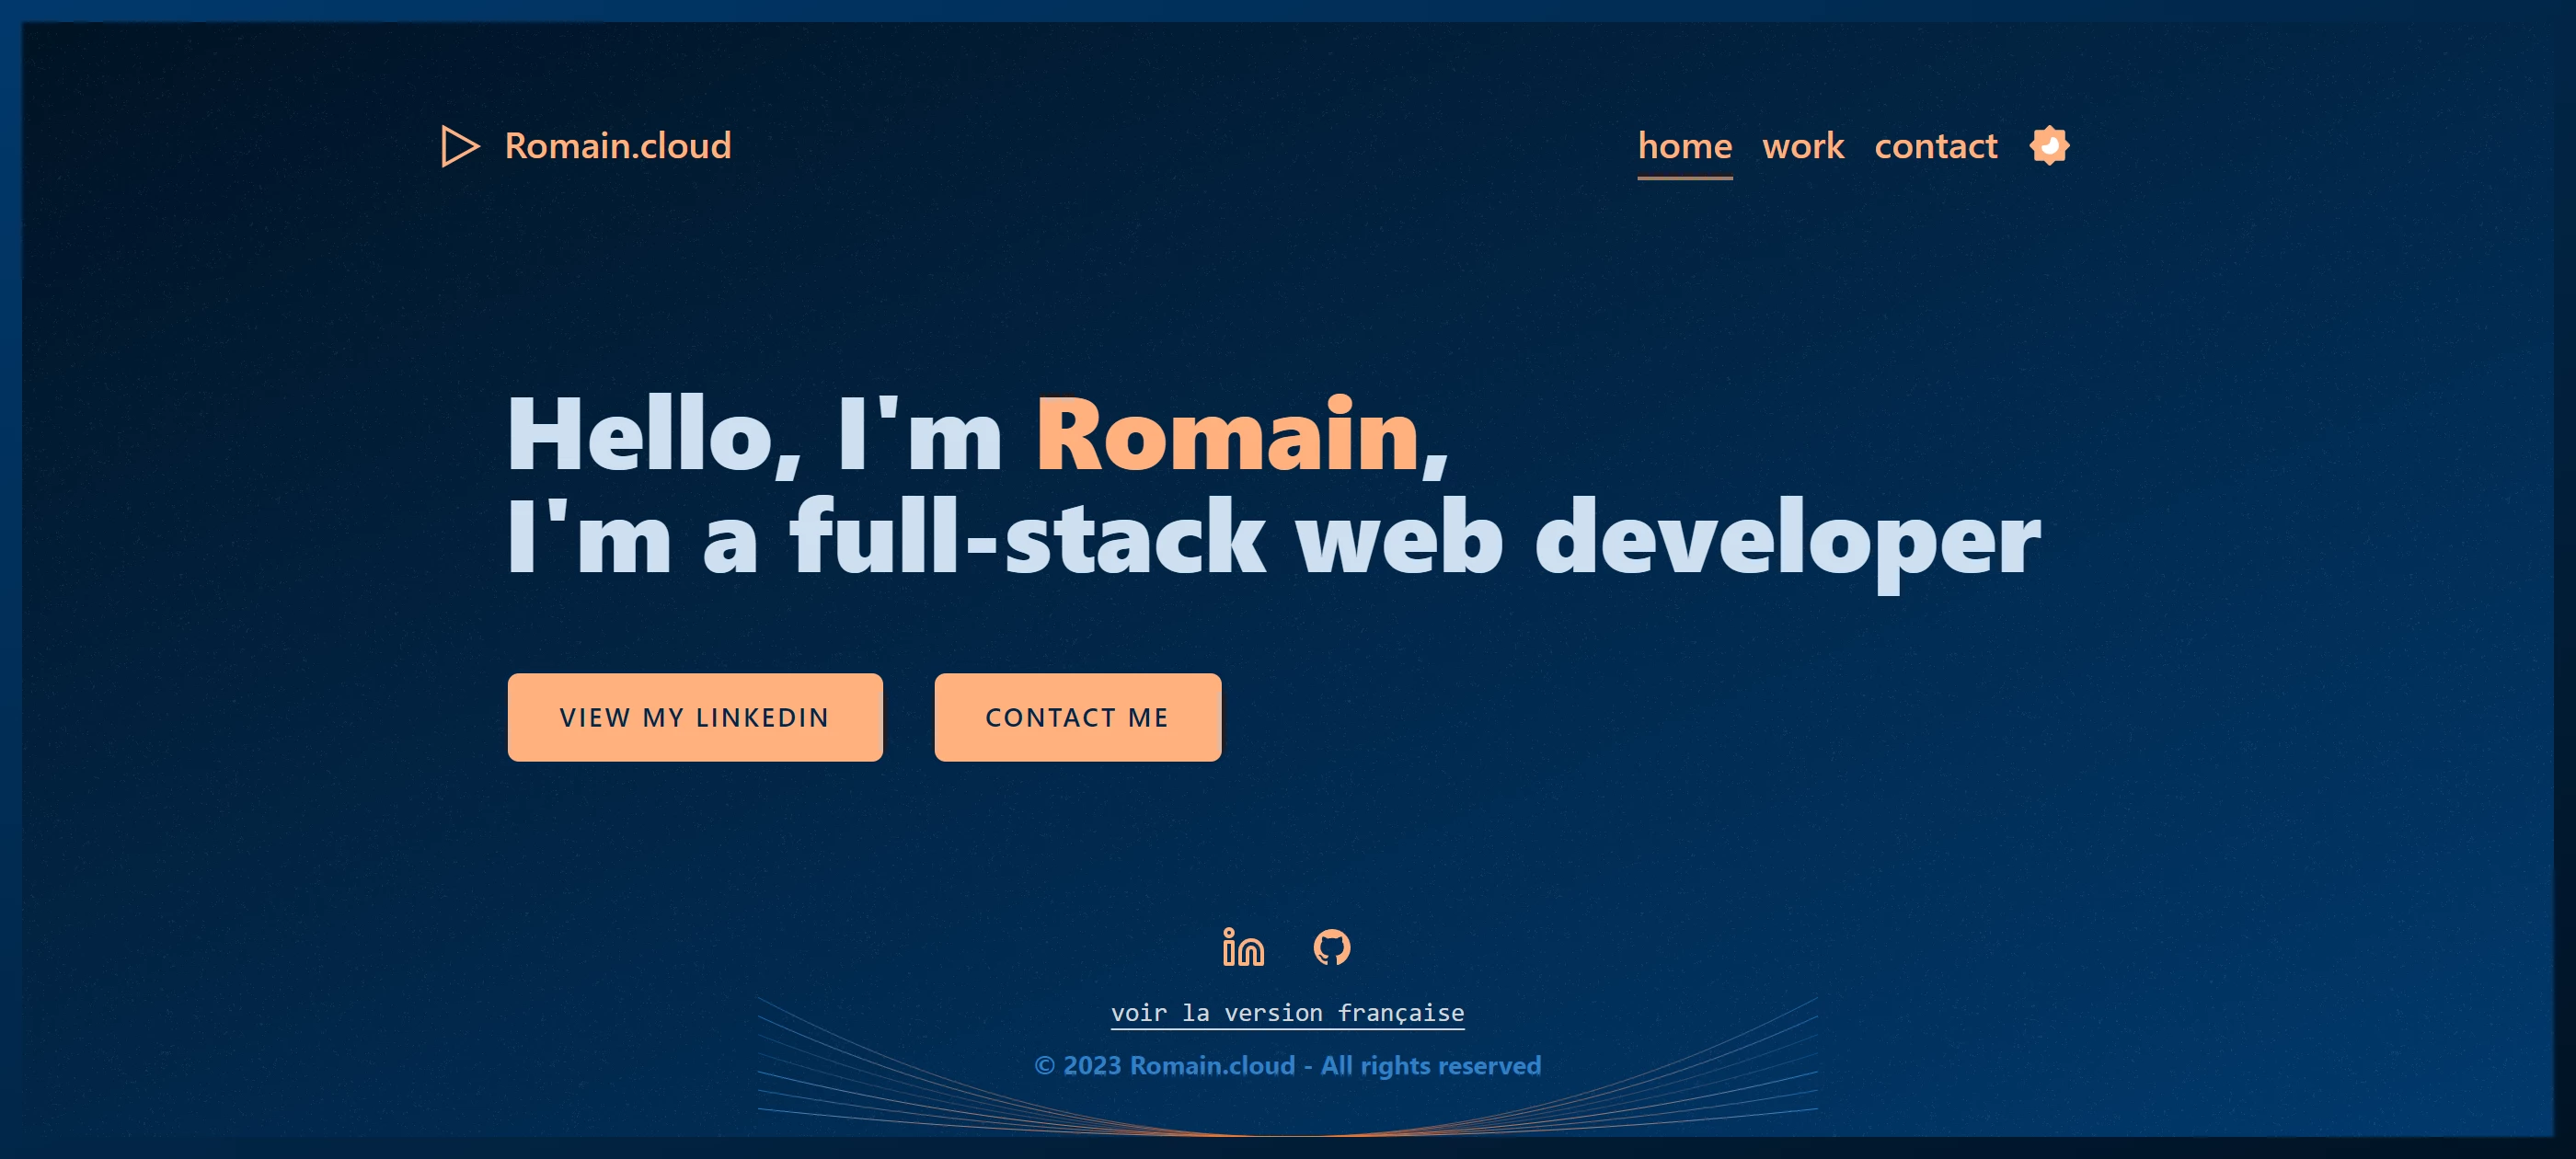 Romain.cloud
home work contact
Hello, I'm Romain,
I'm a full-stack web developer
VIEW MY LINKEDIN
CONTACT ME
voir la version française
© 2023 Romain.cloud - All rights reserved